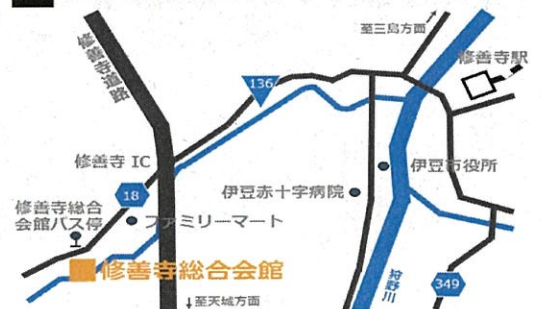 至三島方面
修善寺駅
修善寺道路
136
修善寺 IC
伊豆市役所
18
伊豆赤十字病院
修善寺総合
会館バス停
ファミリーマート
修善寺総合会館
狩野川
349
↓至天城方面